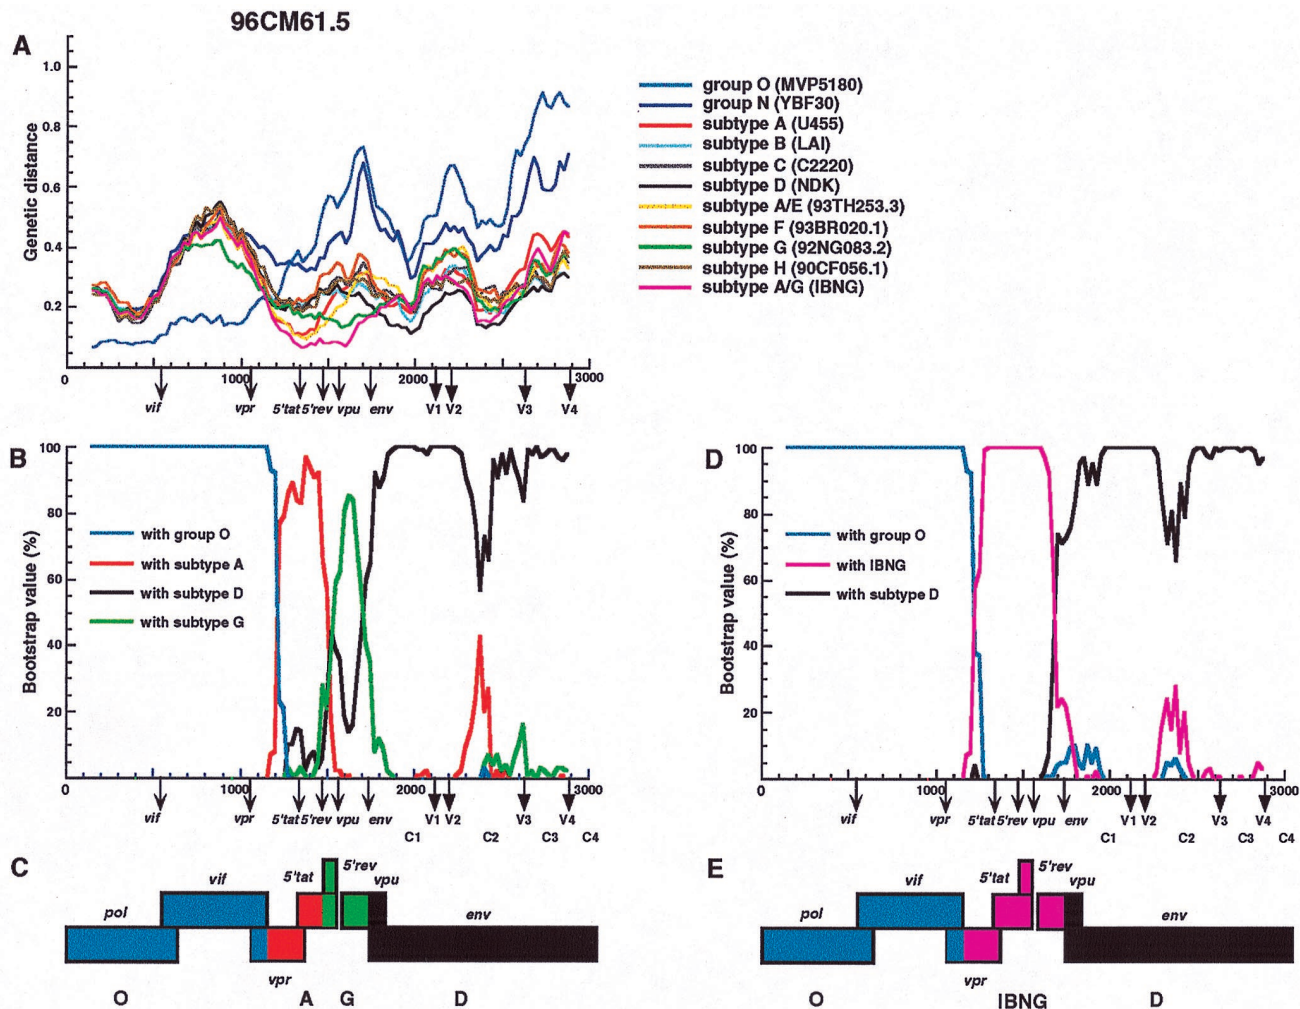 96CM61.5
A
1.0
0.8
0.6
0.4
0.2
Genetic distance
0 1000 2000 3000
vif vpr 5'tat 5'rev vpu env V1 V2 V3 V4
group O (MVP5180)
group N (YBF30)
subtype A (U455)
subtype B (LAI)
subtype C (C2220)
subtype D (NDK)
subtype A/E (93TH253.3)
subtype F (93BR020.1)
subtype G (92NG083.2)
subtype H (90CF056.1)
subtype A/G (IBNG)
B
100
80
60
40
20
Bootstrap value (%)
with group O
with subtype A
with subtype D
with subtype G
0 1000 2000 3000
vif vpr 5'tat 5'rev vpu env V1 V2 V3 V4
C1 C2 C3 C4
D
100
80
60
40
20
Bootstrap value (%)
with group O
with IBNG
with subtype D
0 1000 2000 3000
vif vpr 5'tat 5'rev vpu env V1 V2 V3 V4
C1 C2 C3 C4
C
pol vif 5'tat 5'rev vpu env
vpr
O A G D
E
pol vif 5'tat 5'rev vpu env
vpr
O IBNG D